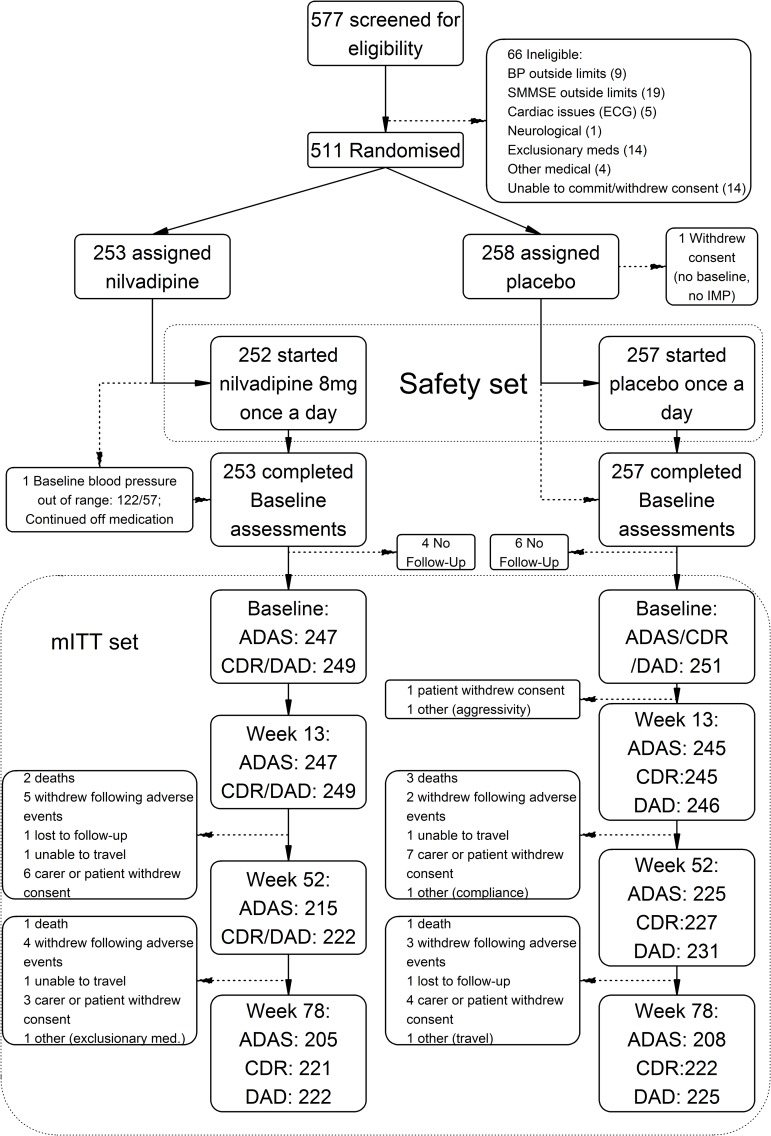 577 screened for
eligibility
66 Ineligible:
BP outside limits (9)
SMMSE outside limits (19)
Cardiac issues (ECG) (5)
Neurological (1)
Exclusionary meds (14)
Other medical (4)
Unable to commit/withdrew consent (14)
511 Randomised
253 assigned
nilvadipine
258 assigned
placebo
1 Withdrew
consent
(no baseline,
no IMP)
252 started
nilvadipine 8mg
once a day
Safety set
257 started
placebo once a
day
1 Baseline blood pressure
out of range: 122/57;
Continued off medication
253 completed
Baseline
assessments
257 completed
Baseline
assessments
4 No
Follow-Up
6 No
Follow-Up
mITT set
Baseline:
ADAS: 247
CDR/DAD: 249
Baseline:
ADAS/CDR
/DAD: 251
1 patient withdrew consent
1 other (aggressivity)
Week 13:
ADAS: 247
CDR/DAD: 249
Week 13:
ADAS: 245
CDR:245
DAD: 246
2 deaths
5 withdrew following adverse
events
1 lost to follow-up
1 unable to travel
6 carer or patient withdrew
consent
3 deaths
2 withdrew following adverse
events
1 unable to travel
7 carer or patient withdrew
consent
1 other (compliance)
Week 52:
ADAS: 215
CDR/DAD: 222
Week 52:
ADAS: 225
CDR:227
DAD: 231
1 death
4 withdrew following adverse
events
1 unable to travel
3 carer or patient withdrew
consent
1 other (exclusionary med.)
1 death
3 withdrew following adverse
events
1 lost to follow-up
4 carer or patient withdrew
consent
1 other (travel)
Week 78:
ADAS: 205
CDR: 221
DAD: 222
Week 78:
ADAS: 208
CDR:222
DAD: 225